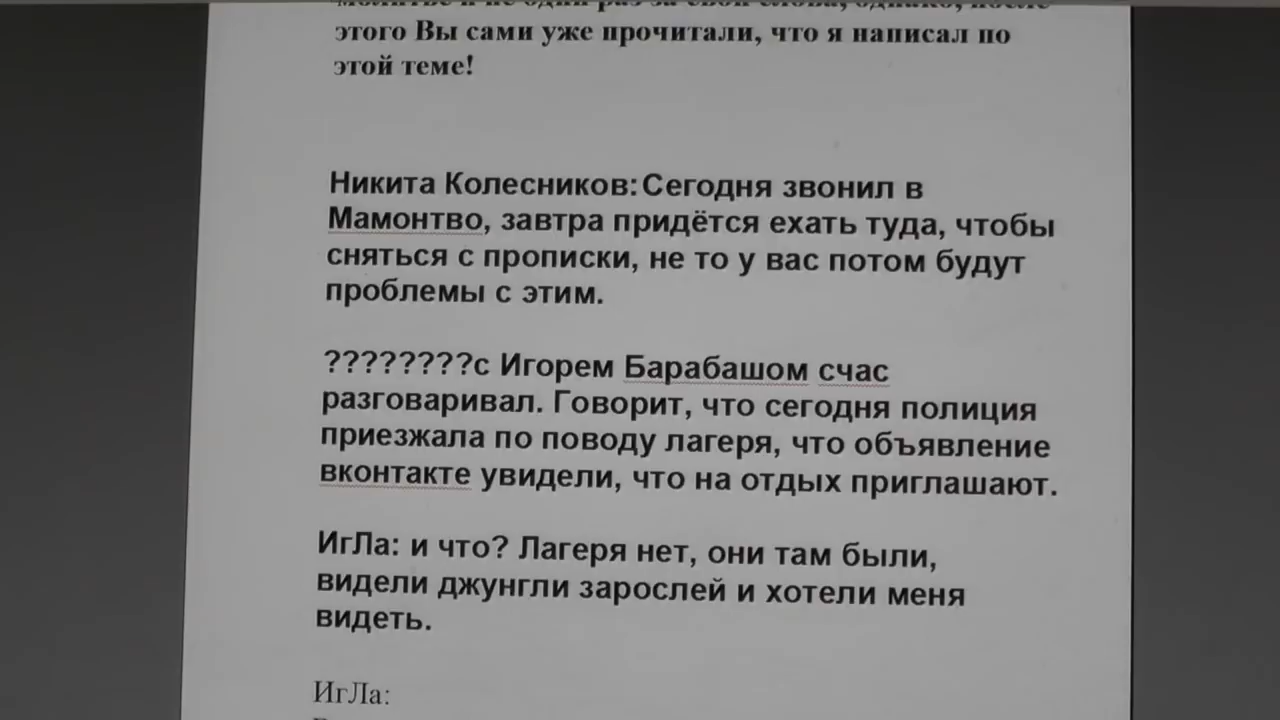 этого Вы сами уже прочитали, что я написал по
этой теме!
Никита Колесников:Сегодня звонил в
Мамонтво, завтра придётся ехать туда, чтобы
сняться с прописки, не то у вас потом будут
проблемы с этим.
????????с Игорем Барабашом счас
разговаривал. Говорит, что сегодня полиция
приезжала по поводу лагеря, что объявление
вконтакте увидели, что на отдых приглашают.
ИгЛа: и что? Лагеря нет, они там были,
видели джунгли зарослей и хотели меня
видеть.
ИгЛа: